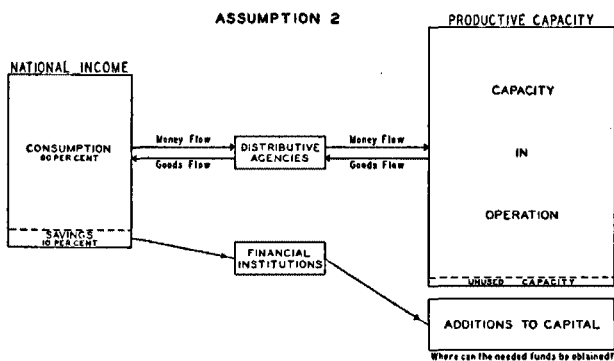 ASSUMPTION 2
PRODUCTIVE CAPACITY
NATIONAL INCOME
CONSUMPTION
80 PER CENT
SAVINGS
10 PER CENT
Money Flow
Goods Flow
DISTRIBUTIVE
AGENCIES
Money Flow
Goods Flow
FINANCIAL
INSTITUTIONS
CAPACITY
IN
OPERATION
UNUSED CAPACITY
ADDITIONS TO CAPITAL
Where can the needed funds be obtained?